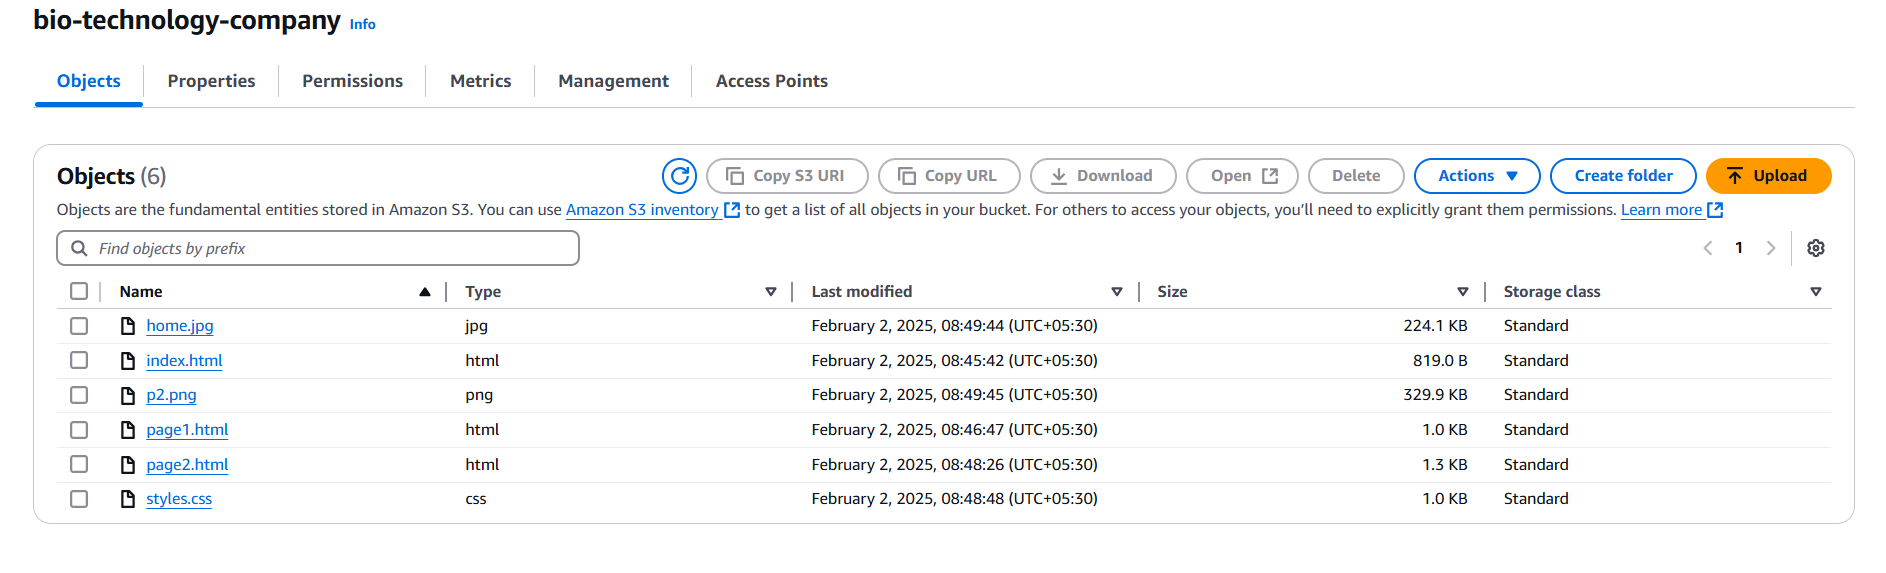 bio-technology-company Info
Objects Properties Permissions Metrics Management Access Points
Objects (6) Copy S3 URI Copy URL Download Open Delete Actions Create folder Upload
Objects are the fundamental entities stored in Amazon S3. You can use Amazon S3 inventory to get a list of all objects in your bucket. For others to access your objects, you’ll need to explicitly grant them permissions. Learn more
Find objects by prefix 1
Name Type Last modified Size Storage class
home.jpg jpg February 2, 2025, 08:49:44 (UTC+05:30) 224.1 KB Standard
index.html html February 2, 2025, 08:45:42 (UTC+05:30) 819.0 B Standard
p2.png png February 2, 2025, 08:49:45 (UTC+05:30) 329.9 KB Standard
page1.html html February 2, 2025, 08:46:47 (UTC+05:30) 1.0 KB Standard
page2.html html February 2, 2025, 08:48:26 (UTC+05:30) 1.3 KB Standard
styles.css css February 2, 2025, 08:48:48 (UTC+05:30) 1.0 KB Standard